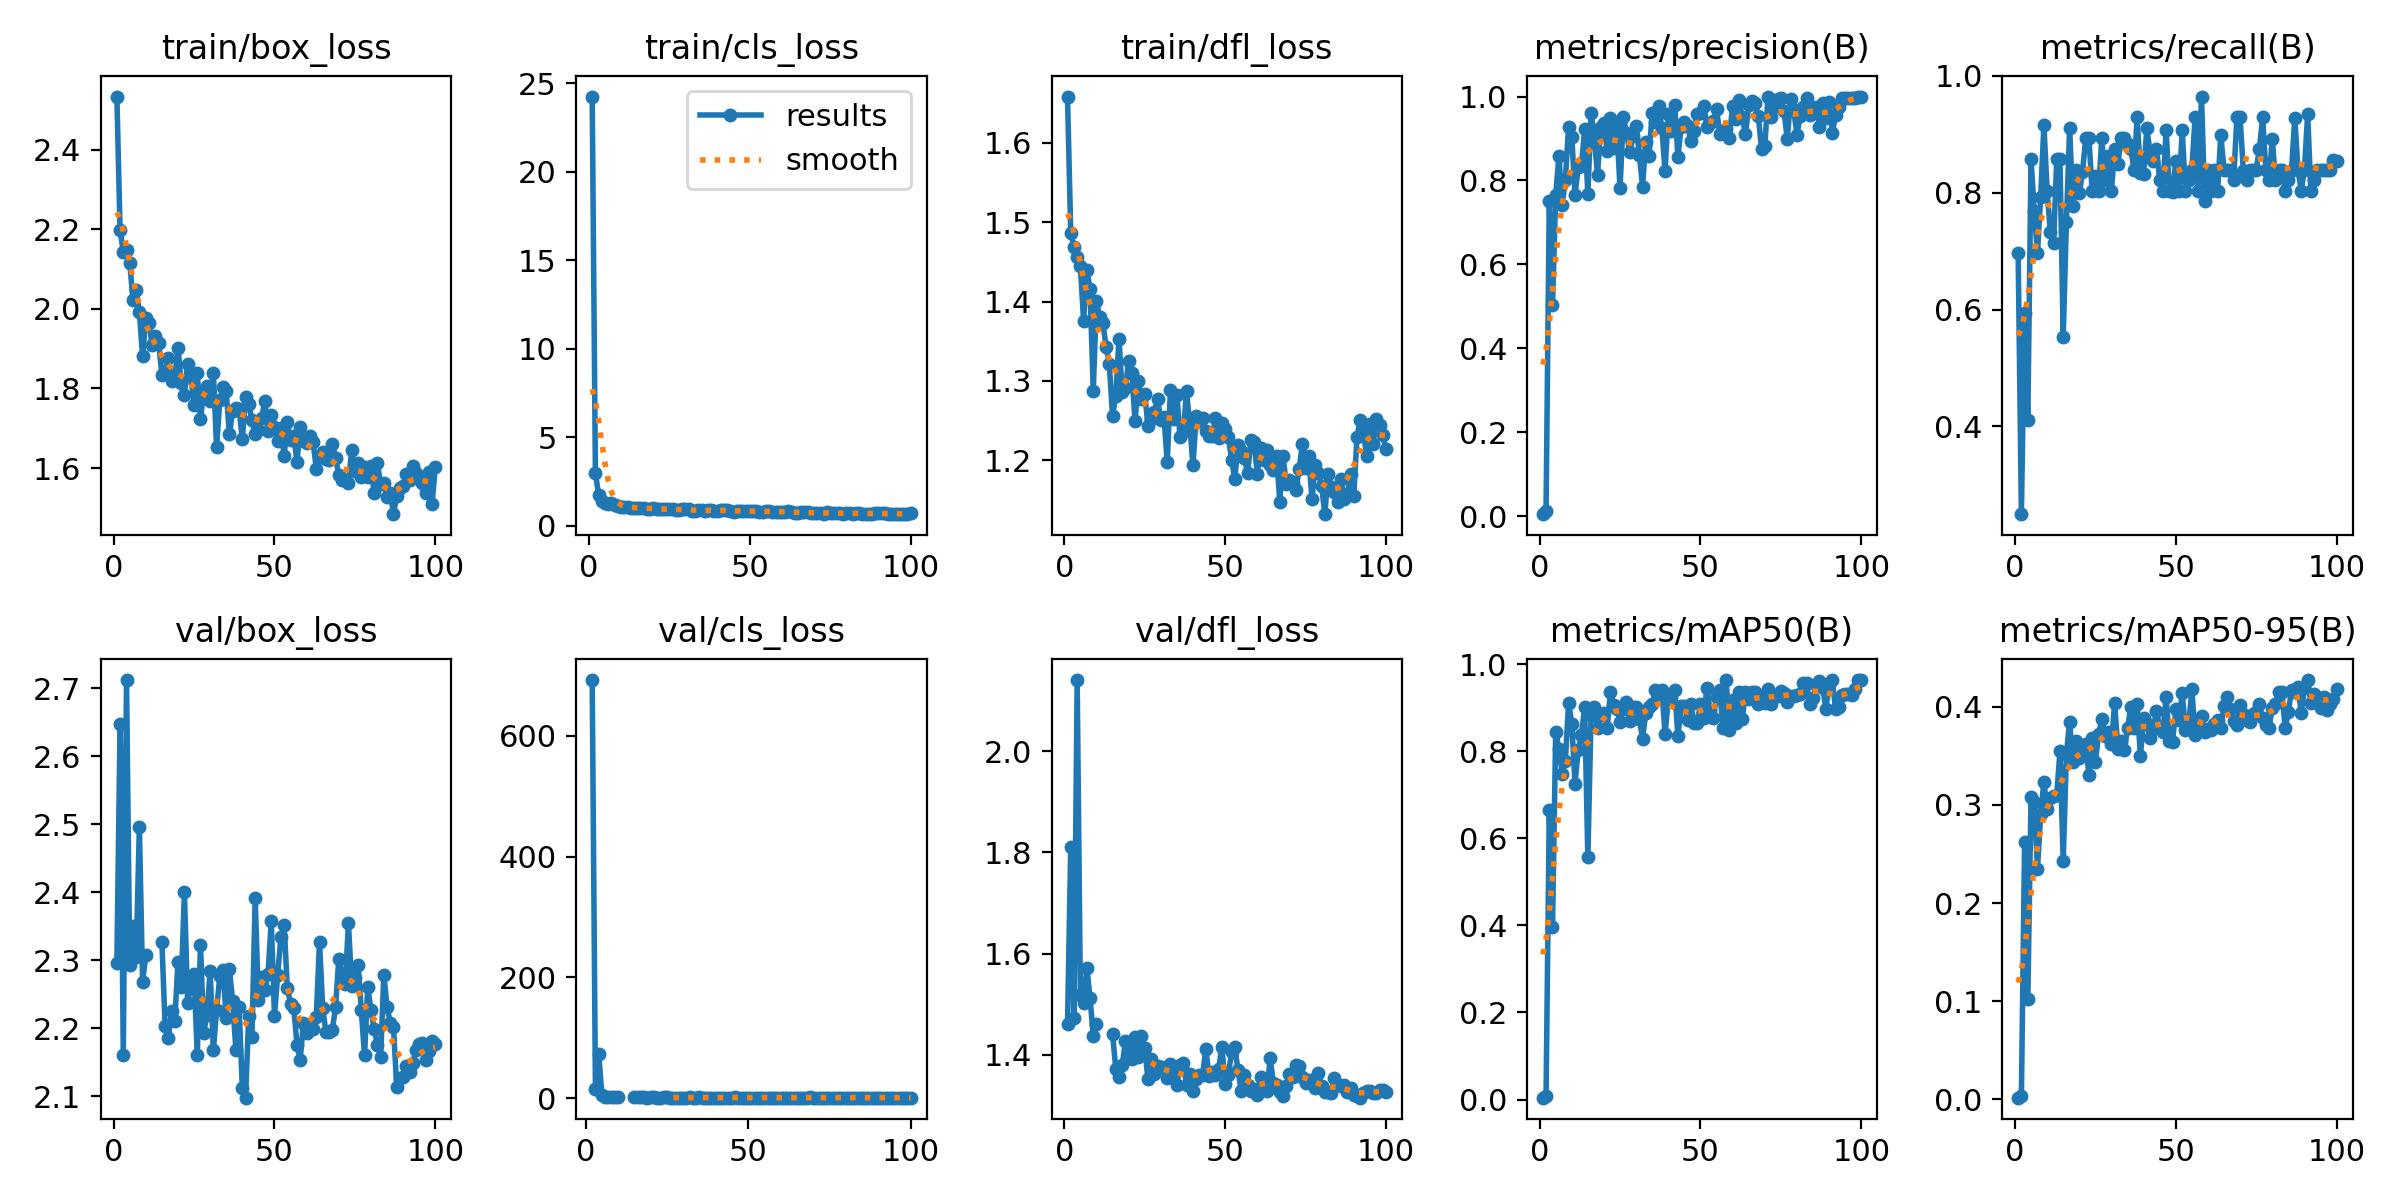 train/box_loss
train/cls_loss
train/dfl_loss
metrics/precision(B)
metrics/recall(B)
2.4
2.2
2.0
1.8
1.6
0 50 100
25
20
15
10
5
0
results
smooth
0 50 100
1.6
1.5
1.4
1.3
1.2
0 50 100
1.0
0.8
0.6
0.4
0.2
0.0
0 50 100
1.0
0.8
0.6
0.4
0 50 100
val/box_loss
val/cls_loss
val/dfl_loss
metrics/mAP50(B)
metrics/mAP50-95(B)
2.7
2.6
2.5
2.4
2.3
2.2
2.1
0 50 100
600
400
200
0
0 50 100
2.0
1.8
1.6
1.4
0 50 100
1.0
0.8
0.6
0.4
0.2
0.0
0 50 100
0.4
0.3
0.2
0.1
0.0
0 50 100